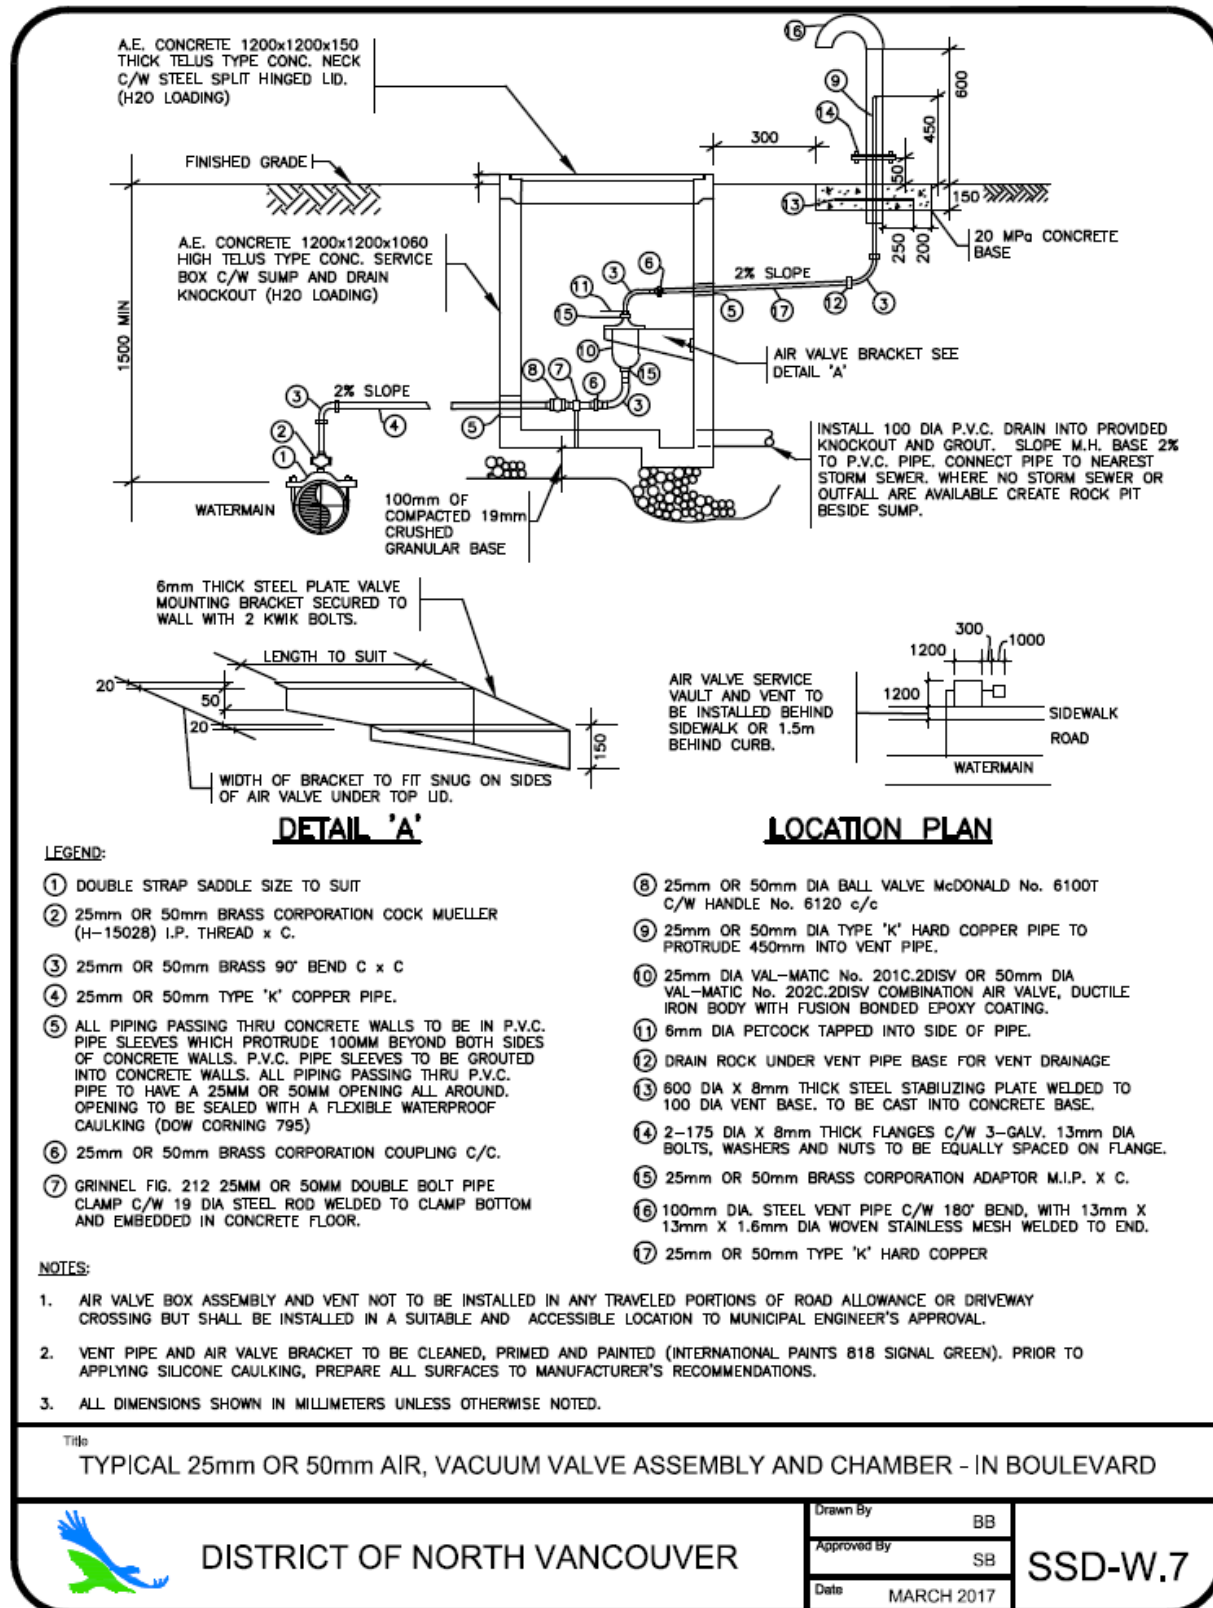 A.E. CONCRETE 1200x1200x150
THICK TELUS TYPE CONC. NECK
C/W STEEL SPLIT HINGED LID.
(H2O LOADING)
FINISHED GRADE
A.E. CONCRETE 1200x1200x1060
HIGH TELUS TYPE CONC. SERVICE
BOX C/W SUMP AND DRAIN
KNOCKOUT (H2O LOADING)
1500 MIN
16
9
14
600
450
300
50
150
13
250
200
20 MPa CONCRETE
BASE
6
3
2% SLOPE
11
15
5
17
12
3
10
AIR VALVE BRACKET SEE
DETAIL 'A'
8
7
6
15
3
3
2% SLOPE
4
5
2
1
WATERMAIN
100mm OF
COMPACTED 19mm
CRUSHED
GRANULAR BASE
INSTALL 100 DIA P.V.C. DRAIN INTO PROVIDED
KNOCKOUT AND GROUT. SLOPE M.H. BASE 2%
TO P.V.C. PIPE. CONNECT PIPE TO NEAREST
STORM SEWER. WHERE NO STORM SEWER OR
OUTFALL ARE AVAILABLE CREATE ROCK PIT
BESIDE SUMP.
6mm THICK STEEL PLATE VALVE
MOUNTING BRACKET SECURED TO
WALL WITH 2 KWIK BOLTS.
LENGTH TO SUIT
20
50
20
150
WIDTH OF BRACKET TO FIT SNUG ON SIDES
OF AIR VALVE UNDER TOP LID.
DETAIL 'A'
AIR VALVE SERVICE
VAULT AND VENT TO
BE INSTALLED BEHIND
SIDEWALK OR 1.5m
BEHIND CURB.
300
1200
1000
1200
SIDEWALK
ROAD
WATERMAIN
LOCATION PLAN
LEGEND:
1 DOUBLE STRAP SADDLE SIZE TO SUIT
2 25mm OR 50mm BRASS CORPORATION COCK MUELLER
(H-15028) I.P. THREAD x C.
3 25mm OR 50mm BRASS 90° BEND C x C
4 25mm OR 50mm TYPE 'K' COPPER PIPE.
5 ALL PIPING PASSING THRU CONCRETE WALLS TO BE IN P.V.C.
PIPE SLEEVES WHICH PROTRUDE 100MM BEYOND BOTH SIDES
OF CONCRETE WALLS. P.V.C. PIPE SLEEVES TO BE GROUTED
INTO CONCRETE WALLS. ALL PIPING PASSING THRU P.V.C.
PIPE TO HAVE A 25MM OR 50MM OPENING ALL AROUND.
OPENING TO BE SEALED WITH A FLEXIBLE WATERPROOF
CAULKING (DOW CORNING 795)
6 25mm OR 50mm BRASS CORPORATION COUPLING C/C.
7 GRINNEL FIG. 212 25MM OR 50MM DOUBLE BOLT PIPE
CLAMP C/W 19 DIA STEEL ROD WELDED TO CLAMP BOTTOM
AND EMBEDDED IN CONCRETE FLOOR.
8 25mm OR 50mm DIA BALL VALVE McDONALD No. 6100T
C/W HANDLE No. 6120 c/c
9 25mm OR 50mm DIA TYPE 'K' HARD COPPER PIPE TO
PROTRUDE 450mm INTO VENT PIPE.
10 25mm DIA VAL-MATIC No. 201C.2DISV OR 50mm DIA
VAL-MATIC No. 202C.2DISV COMBINATION AIR VALVE, DUCTILE
IRON BODY WITH FUSION BONDED EPOXY COATING.
11 6mm DIA PETCOCK TAPPED INTO SIDE OF PIPE.
12 DRAIN ROCK UNDER VENT PIPE BASE FOR VENT DRAINAGE
13 600 DIA X 8mm THICK STEEL STABILIZING PLATE WELDED TO
100 DIA VENT BASE. TO BE CAST INTO CONCRETE BASE.
14 2-175 DIA X 8mm THICK FLANGES C/W 3-GALV. 13mm DIA
BOLTS, WASHERS AND NUTS TO BE EQUALLY SPACED ON FLANGE.
15 25mm OR 50mm BRASS CORPORATION ADAPTOR M.I.P. X C.
16 100mm DIA. STEEL VENT PIPE C/W 180° BEND, WITH 13mm X
13mm X 1.6mm DIA WOVEN STAINLESS MESH WELDED TO END.
17 25mm OR 50mm TYPE 'K' HARD COPPER
NOTES:
1. AIR VALVE BOX ASSEMBLY AND VENT NOT TO BE INSTALLED IN ANY TRAVELED PORTIONS OF ROAD ALLOWANCE OR DRIVEWAY
CROSSING BUT SHALL BE INSTALLED IN A SUITABLE AND ACCESSIBLE LOCATION TO MUNICIPAL ENGINEER'S APPROVAL.
2. VENT PIPE AND AIR VALVE BRACKET TO BE CLEANED, PRIMED AND PAINTED (INTERNATIONAL PAINTS 818 SIGNAL GREEN). PRIOR TO
APPLYING SILICONE CAULKING, PREPARE ALL SURFACES TO MANUFACTURER'S RECOMMENDATIONS.
3. ALL DIMENSIONS SHOWN IN MILLIMETERS UNLESS OTHERWISE NOTED.
Title
TYPICAL 25mm OR 50mm AIR, VACUUM VALVE ASSEMBLY AND CHAMBER - IN BOULEVARD
DISTRICT OF NORTH VANCOUVER
Drawn By BB
Approved By SB
Date MARCH 2017
SSD-W.7